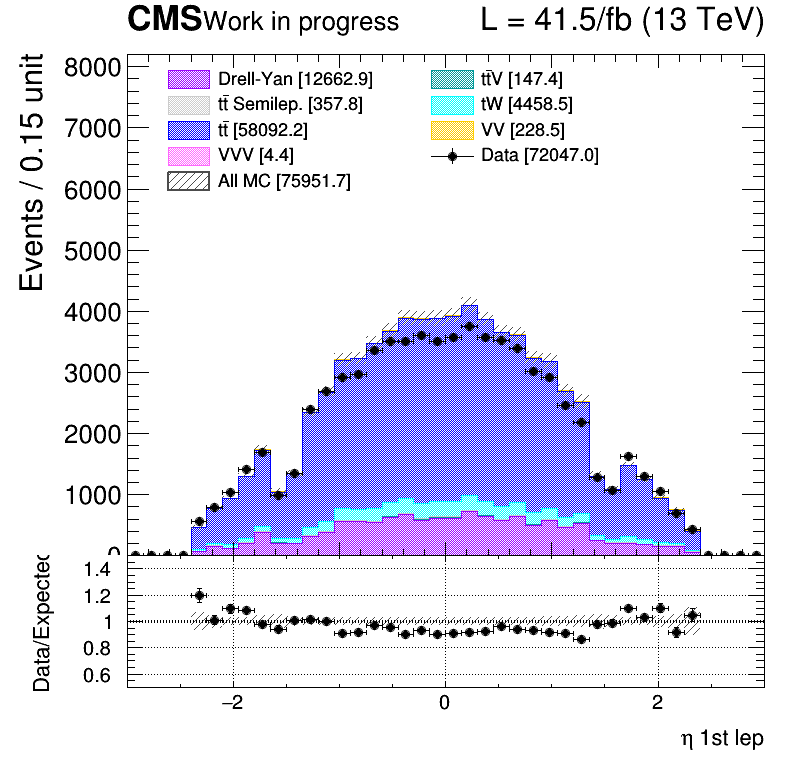 CMS Work in progress L = 41.5/fb (13 TeV)
Events / 0.15 unit
8000
7000
6000
5000
4000
3000
2000
1000
0
Drell-Yan [12662.9] tt̄V [147.4]
tt̄ Semilep. [357.8] tW [4458.5]
tt̄ [58092.2] VV [228.5]
VVV [4.4] Data [72047.0]
All MC [75951.7]
Data/Expected
1.4
1.2
1
0.8
0.6
−2 0 2
η 1st lep